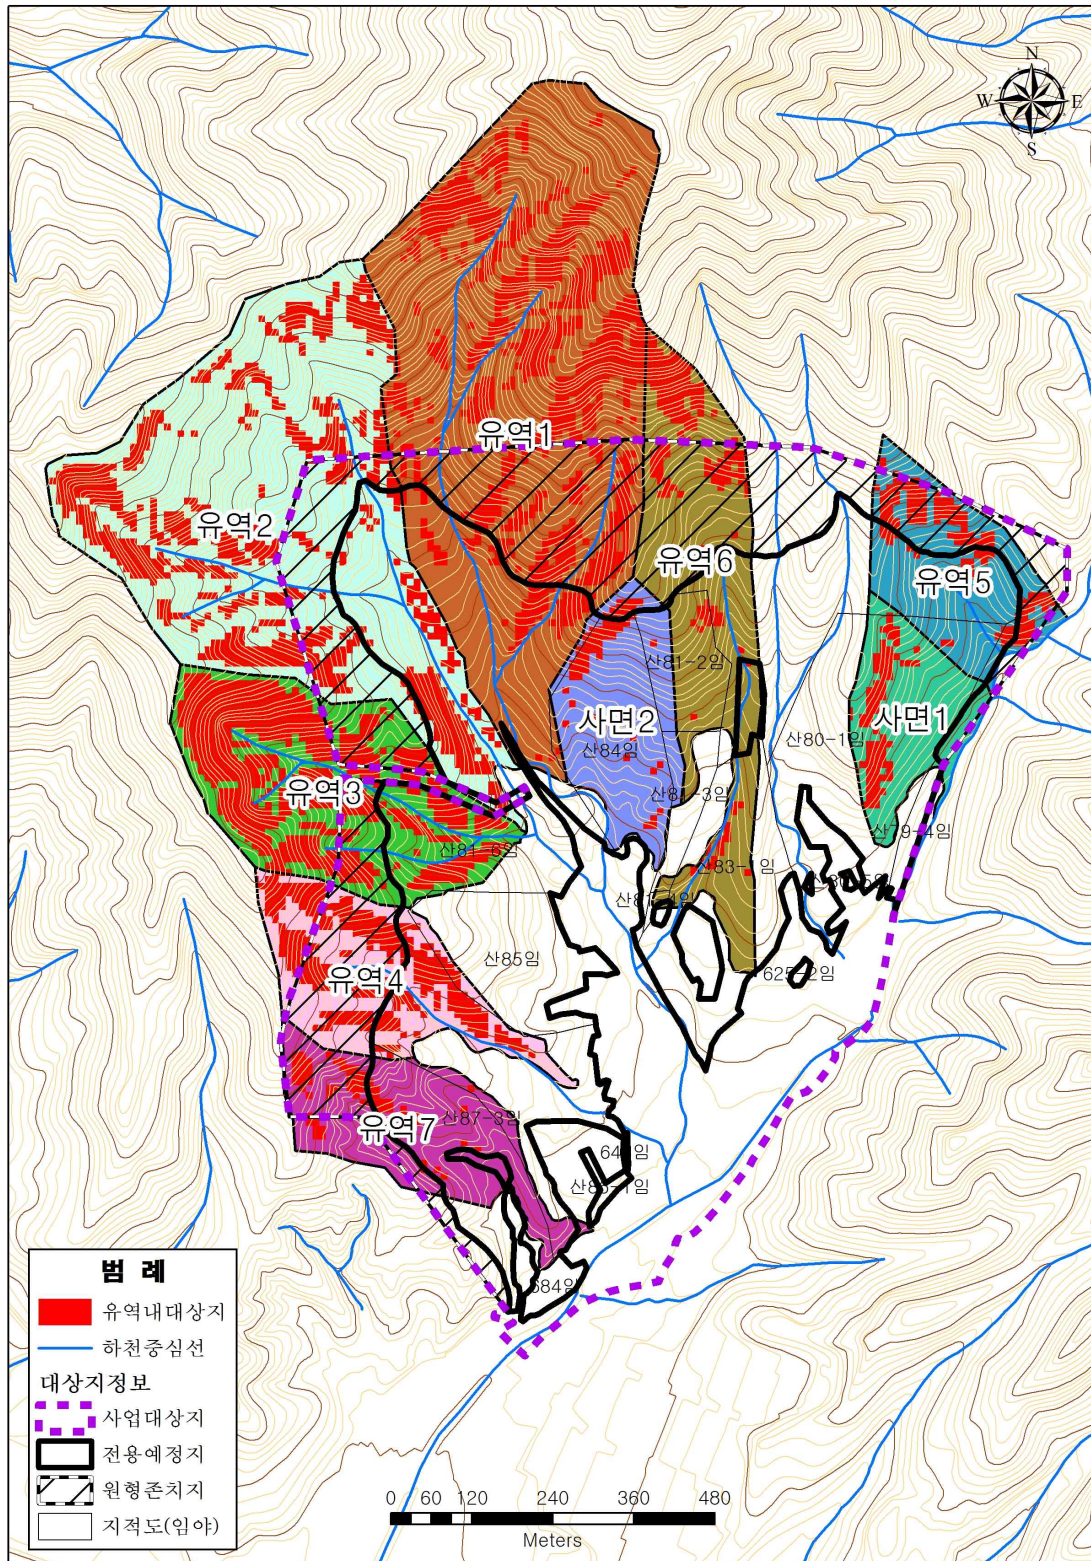 N
W E
S
유역1
유역2
유역6
유역5
산81-2임
사면2
사면1
산84임
산80-1임
유역3
산79-4임
산81-6임
산83-1임
산85임
625-2임
유역4
산87-3임
유역7
684임
범 례
유역내대상지
하천중심선
대상지정보
사업대상지
전용예정지
원형존치지
지적도(임야)
0 60 120 240 360 480
Meters